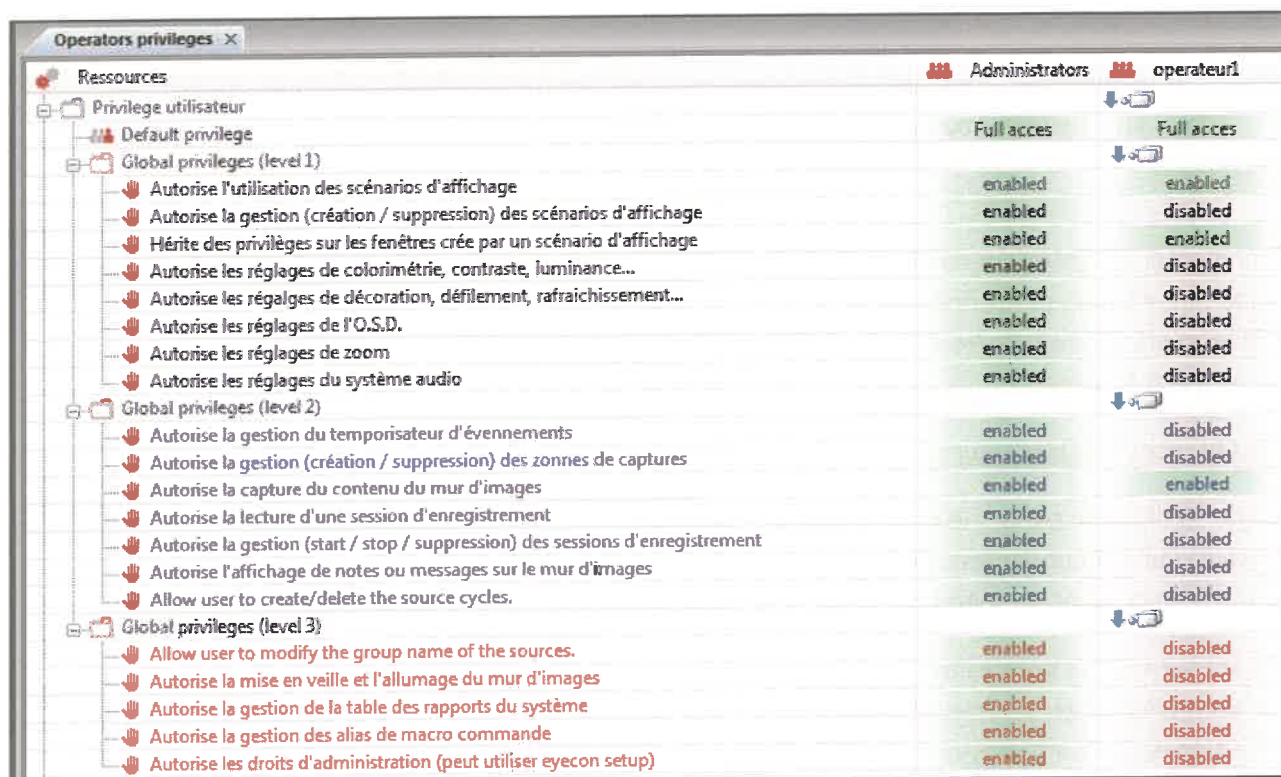 Operators privileges X
Ressources Administrators operateur1
Privilege utilisateur
Default privilege Full acces Full acces
Global privileges (level 1)
Autorise l'utilisation des scénarios d'affichage enabled enabled
Autorise la gestion (création / suppression) des scénarios d'affichage enabled disabled
Hérite des privilèges sur les fenêtres crée par un scénario d'affichage enabled enabled
Autorise les réglages de colorimétrie, contraste, luminance... enabled disabled
Autorise les régalges de décoration, défilement, rafraichissement... enabled disabled
Autorise les réglages de l'O.S.D. enabled disabled
Autorise les réglages de zoom enabled disabled
Autorise les réglages du système audio enabled disabled
Global privileges (level 2)
Autorise la gestion du temporisateur d'évennements enabled disabled
Autorise la gestion (création / suppression) des zonnes de captures enabled disabled
Autorise la capture du contenu du mur d'images enabled enabled
Autorise la lecture d'une session d'enregistrement enabled disabled
Autorise la gestion (start / stop / suppression) des sessions d'enregistrement enabled disabled
Autorise l'affichage de notes ou messages sur le mur d'images enabled disabled
Allow user to create/delete the source cycles. enabled disabled
Global privileges (level 3)
Allow user to modify the group name of the sources. enabled disabled
Autorise la mise en veille et l'allumage du mur d'images enabled disabled
Autorise la gestion de la table des rapports du système enabled disabled
Autorise la gestion des alias de macro commande enabled disabled
Autorise les droits d'administration (peut utiliser eyecon setup) enabled disabled